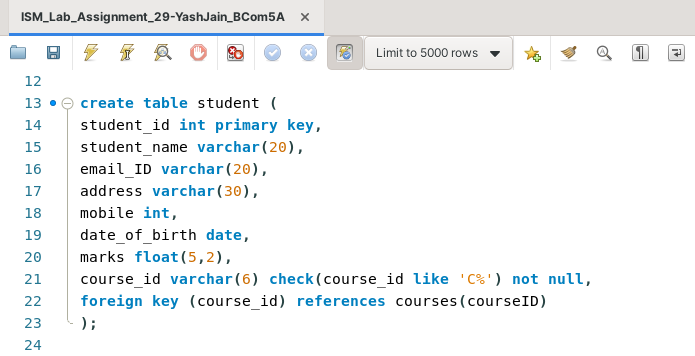 ISM_Lab_Assignment_29-YashJain_BCom5A
Limit to 5000 rows
12
13 create table student (
14 student_id int primary key,
15 student_name varchar(20),
16 email_ID varchar(20),
17 address varchar(30),
18 mobile int,
19 date_of_birth date,
20 marks float(5,2),
21 course_id varchar(6) check(course_id like 'C%') not null,
22 foreign key (course_id) references courses(courseID)
23 );
24